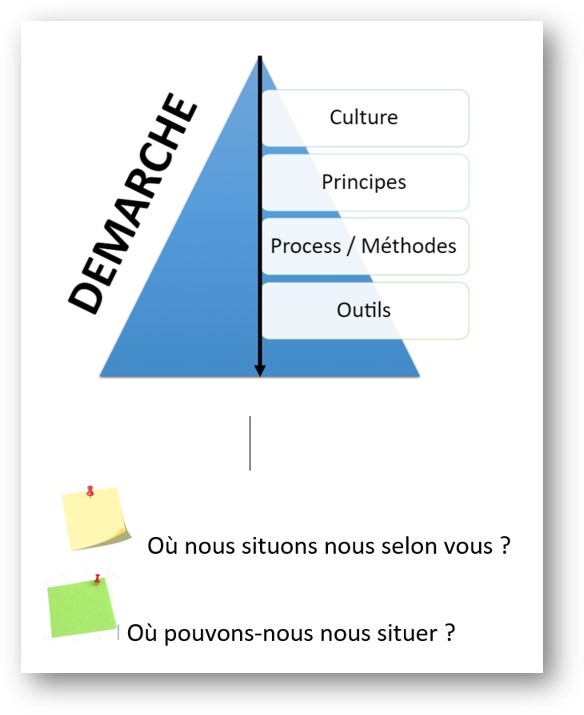 DEMARCHE
Culture
Principes
Process / Méthodes
Outils
Où nous situons nous selon vous ?
Où pouvons-nous nous situer ?